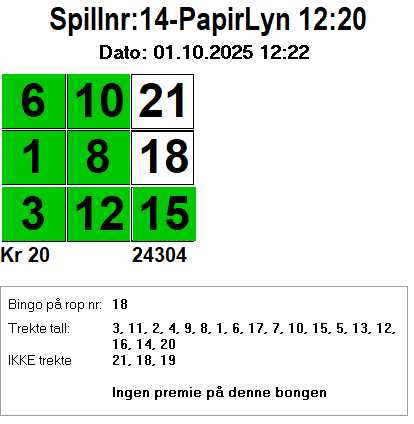 Spillnr:14-PapirLyn 12:20
Dato: 01.10.2025 12:22
6 10 21
1 8 18
3 12 15
Kr 20 24304
Bingo på rop nr: 18
Trekte tall: 3, 11, 2, 4, 9, 8, 1, 6, 17, 7, 10, 15, 5, 13, 12,
16, 14, 20
IKKE trekte 21, 18, 19
Ingen premie på denne bongen